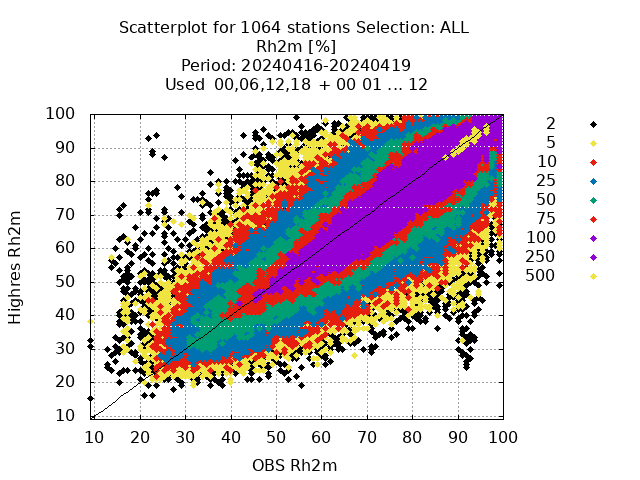 Scatterplot for 1064 stations Selection: ALL
Rh2m [%]
Period: 20240416-20240419
Used 00,06,12,18 + 00 01 ... 12
100
90
80
70
60
50
40
30
20
10
Highres Rh2m
10 20 30 40 50 60 70 80 90 100
OBS Rh2m
2
5
10
25
50
75
100
250
500